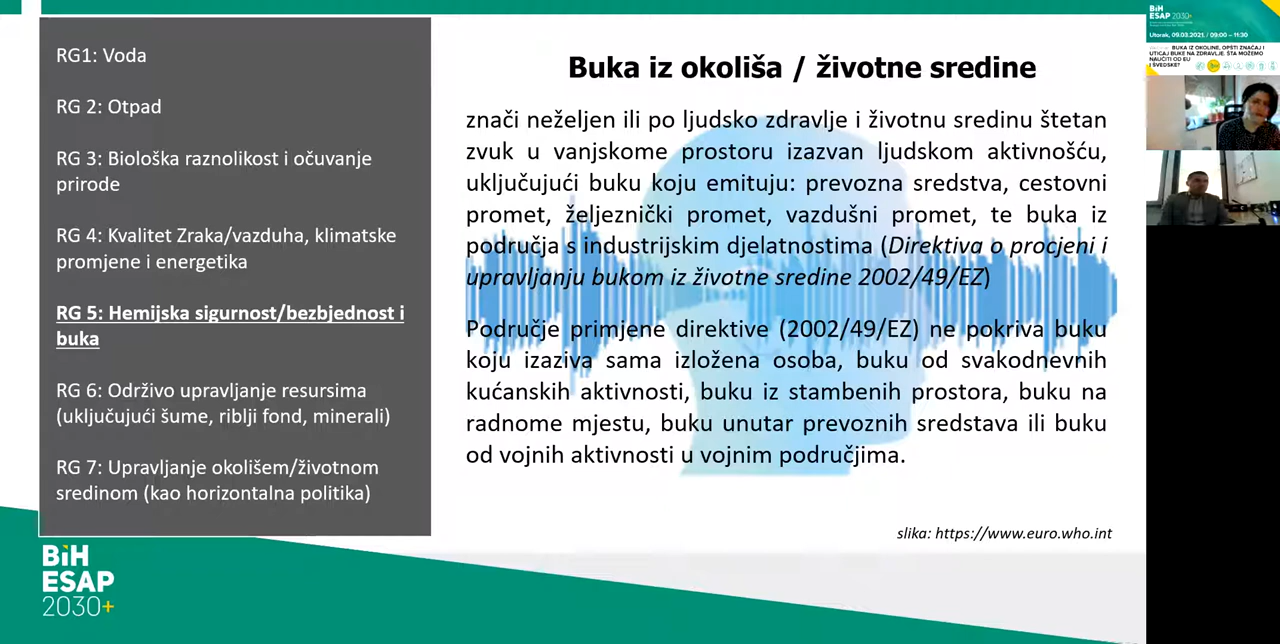 RG1: Voda
RG 2: Otpad
RG 3: Biološka raznolikost i očuvanje
prirode
RG 4: Kvalitet Zraka/vazduha, klimatske
promjene i energetika
RG 5: Hemijska sigurnost/bezbjednost i
buka
RG 6: Održivo upravljanje resursima
(uključujući šume, riblji fond, minerali)
RG 7: Upravljanje okolišem/životnom
sredinom (kao horizontalna politika)
BiH
ESAP
2030+
Buka iz okoliša / životne sredine
znači neželjen ili po ljudsko zdravlje i životnu sredinu štetan
zvuk u vanjskome prostoru izazvan ljudskom aktivnošću,
uključujući buku koju emituju: prevozna sredstva, cestovni
promet, željeznički promet, vazdušni promet, te buka iz
područja s industrijskim djelatnostima (Direktiva o procjeni i
upravljanju bukom iz životne sredine 2002/49/EZ)
Područje primjene direktive (2002/49/EZ) ne pokriva buku
koju izaziva sama izložena osoba, buku od svakodnevnih
kućanskih aktivnosti, buku iz stambenih prostora, buku na
radnome mjestu, buku unutar prevoznih sredstava ili buku
od vojnih aktivnosti u vojnim područjima.
slika: https://www.euro.who.int
BiH
ESAP 2030+
Utorak, 09.03.2021. / 09:00 – 11:30
BUKA IZ OKOLINE, OPŠTI ZNAČAJ I
UTICAJ BUKE NA ZDRAVLJE. ŠTA MOŽEMO
NAUČITI OD EU
I ŠVEDSKE?